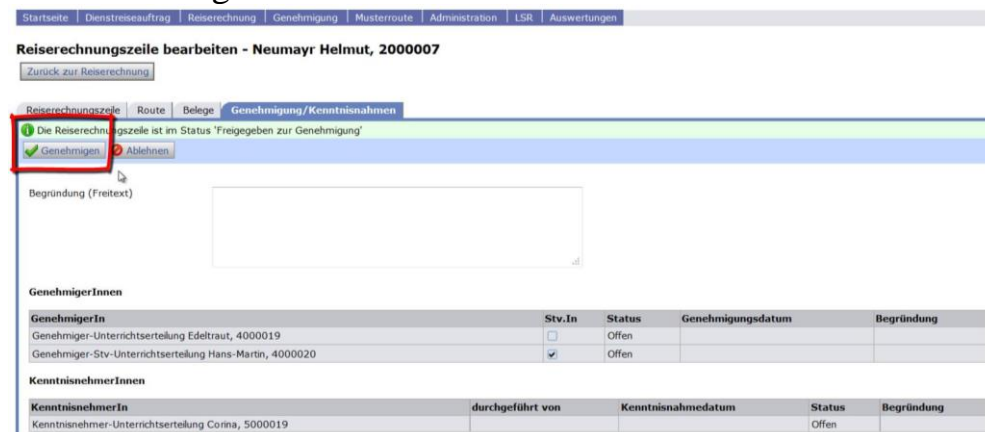 Startseite Dienstreiseauftrag Reiserechnung Genehmigung Musterroute Administration LSR Auswertungen
Reiserechnungszeile bearbeiten - Neumayr Helmut, 2000007
Zurück zur Reiserechnung
Reiserechnungszeile Route Belege Genehmigung/Kenntnisnahmen
Die Reiserechnungszeile ist im Status 'Freigegeben zur Genehmigung'
Genehmigen Ablehnen
Begründung (Freitext)
GenehmigerInnen
GenehmigerIn Stv.In Status Genehmigungsdatum Begründung
Genehmiger-Unterrichtserteilung Edeltraut, 4000019 Offen
Genehmiger-Stv-Unterrichtserteilung Hans-Martin, 4000020 Offen
KenntnisnehmerInnen
KenntnisnehmerIn durchgeführt von Kenntnisnahmedatum Status Begründung
Kenntnisnehmer-Unterrichtserteilung Corina, 5000019 Offen